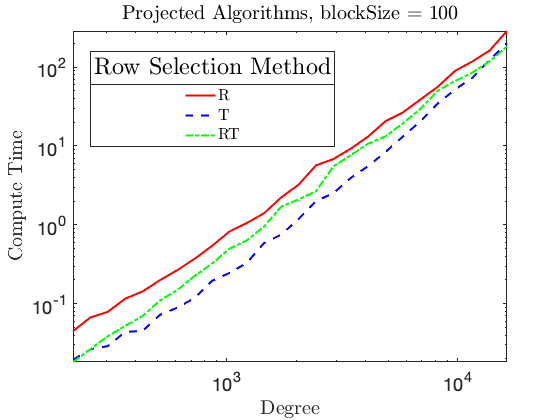 Projected Algorithms, blockSize = 100
Row Selection Method
R
T
RT
Compute Time
10^2
10^1
10^0
10^-1
10^3
10^4
Degree